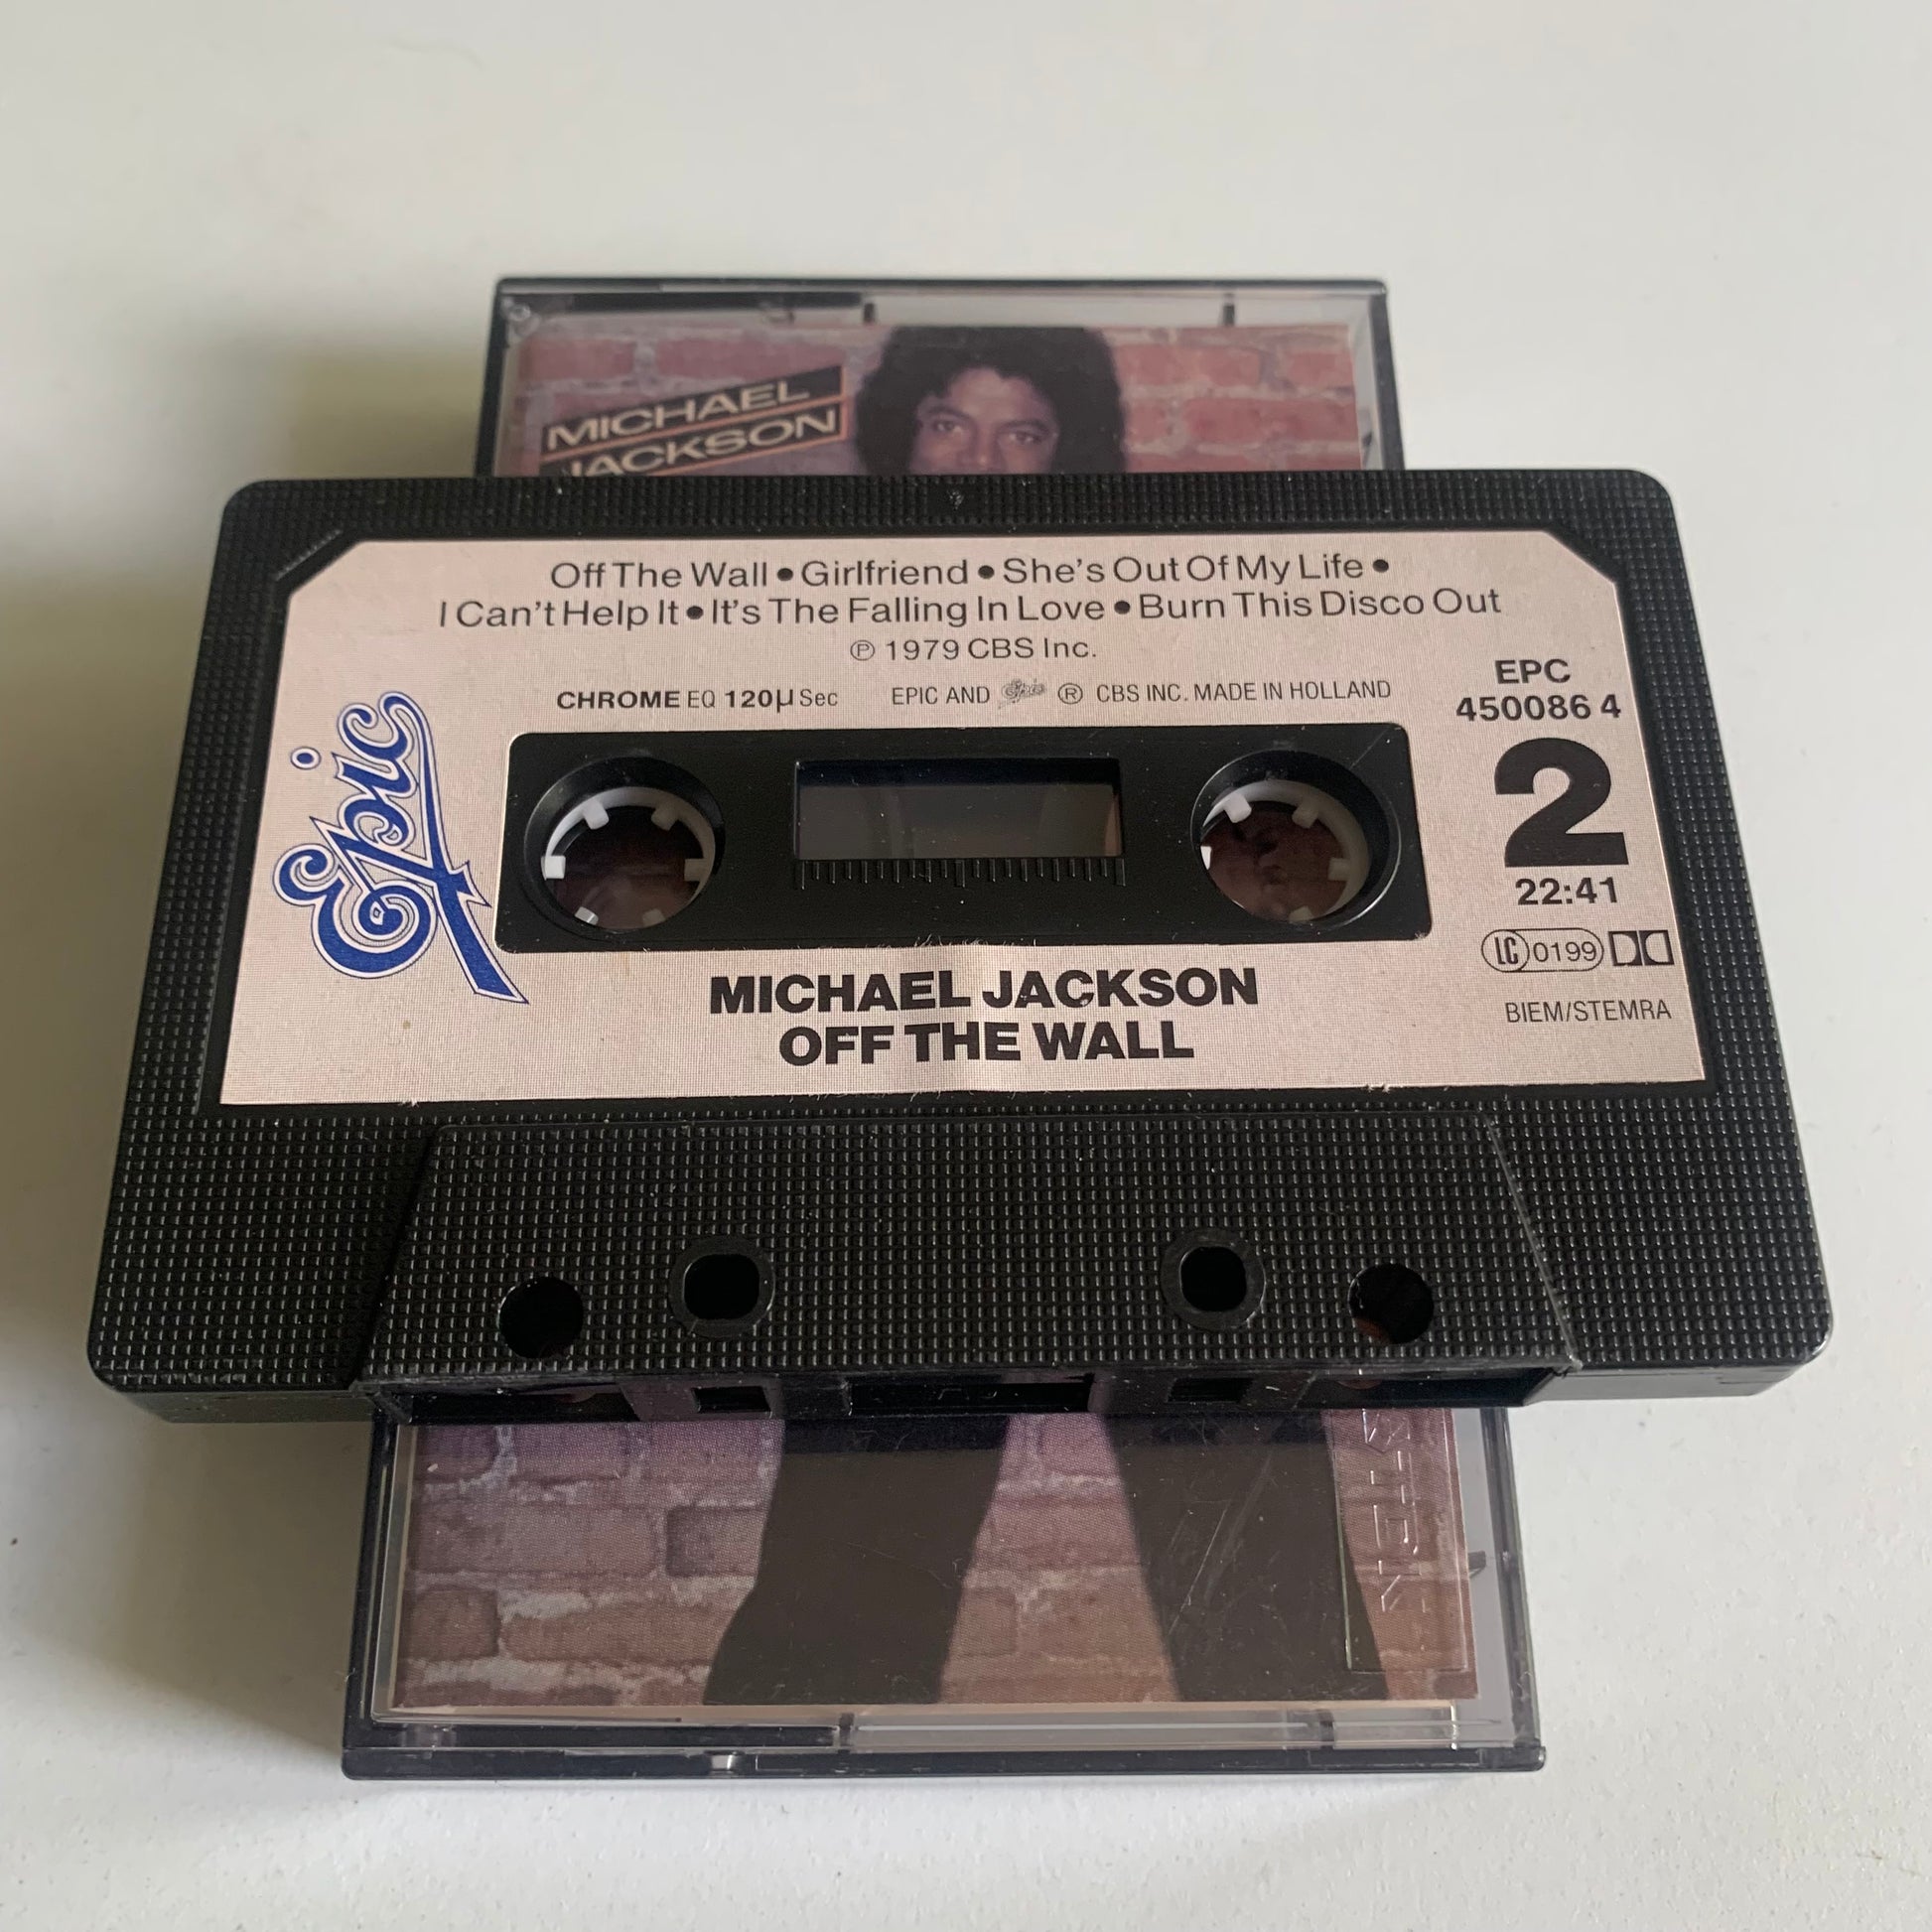 MICHAEL
JACKSON
Off The Wall • Girlfriend • She's Out Of My Life •
I Can't Help It • It's The Falling In Love • Burn This Disco Out
℗ 1979 CBS Inc.
CHROME EQ 120µ Sec EPIC AND Epic ® CBS INC. MADE IN HOLLAND
EPC
450086 4
Epic
2
22:41
LC 0199
BIEM/STEMRA
MICHAEL JACKSON
OFF THE WALL